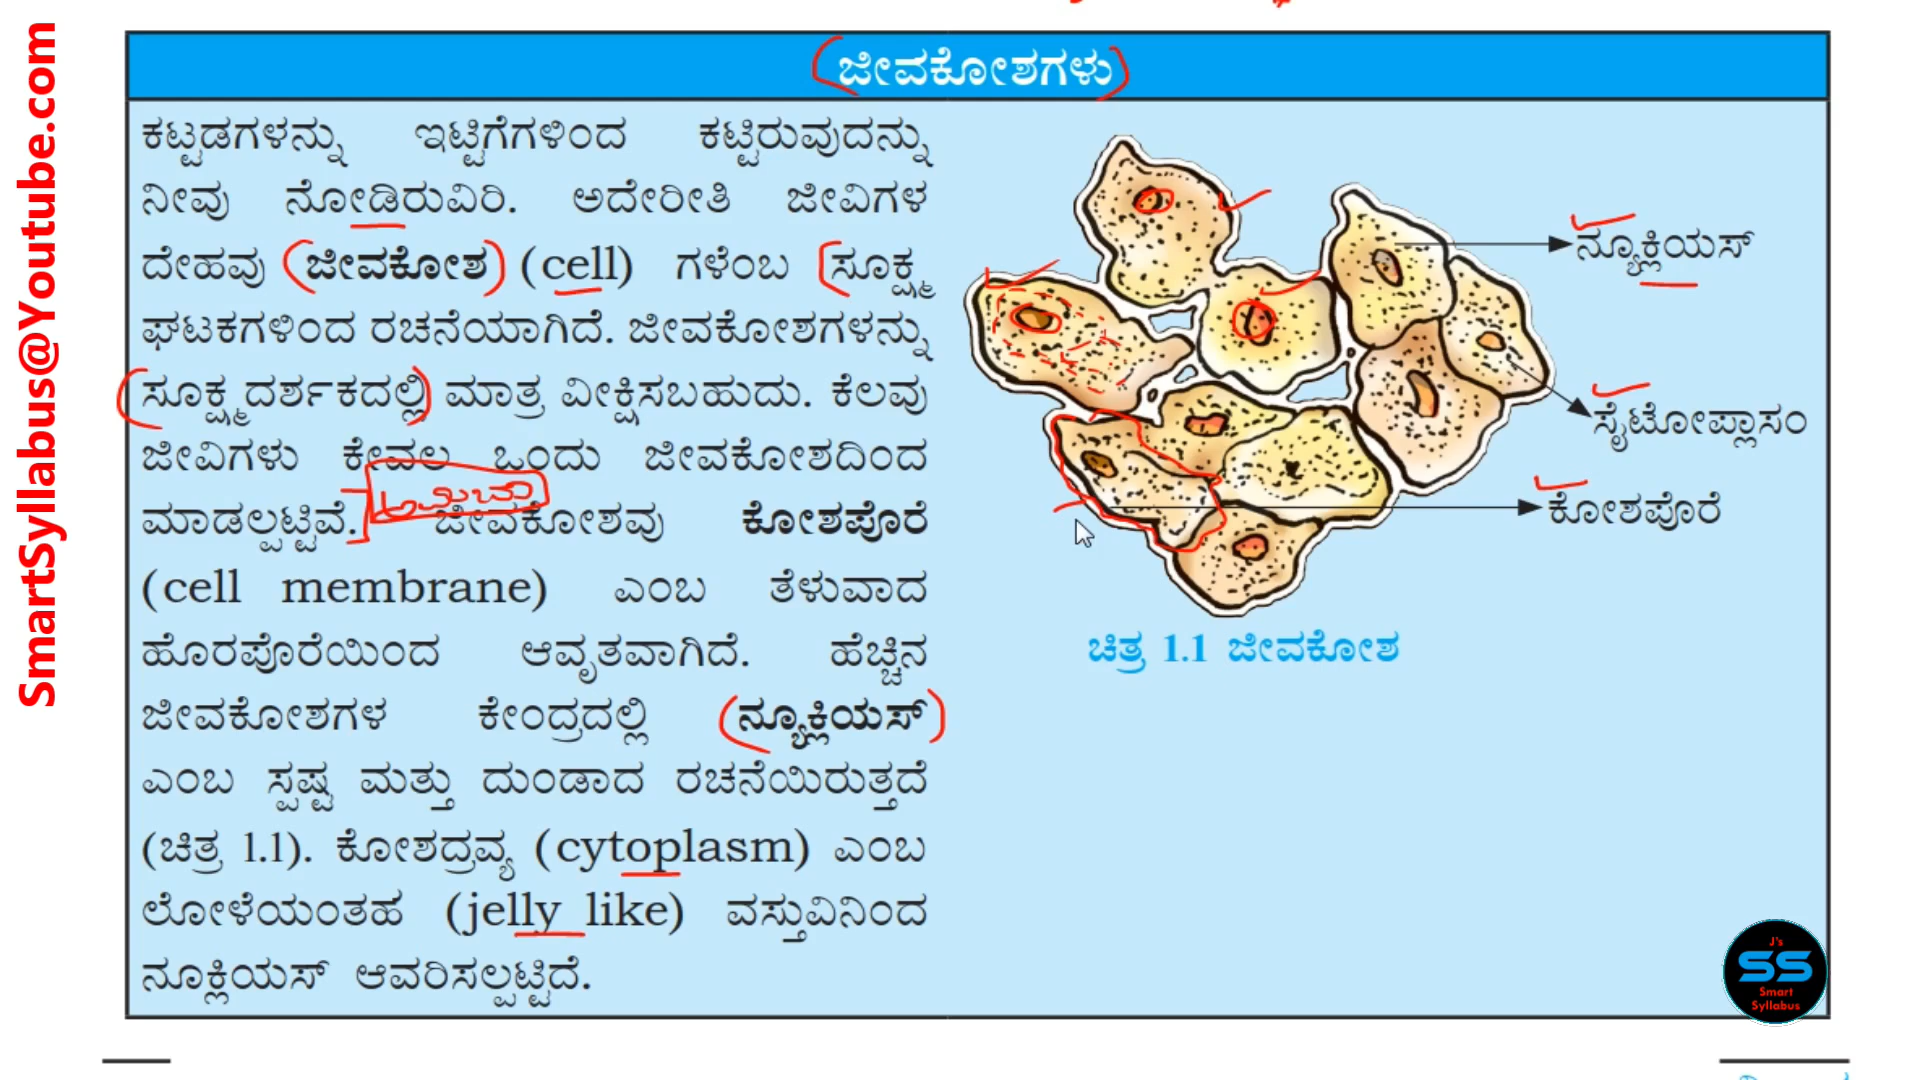 SmartSyllabus@Youtube.com
ಜೀವಕೋಶಗಳು
ಕಟ್ಟಡಗಳನ್ನು ಇಟ್ಟಿಗೆಗಳಿಂದ ಕಟ್ಟಿರುವುದನ್ನು
ನೀವು ನೋಡಿರುವಿರಿ. ಅದೇರೀತಿ ಜೀವಿಗಳ
ದೇಹವು ಜೀವಕೋಶ (cell) ಗಳೆಂಬ ಸೂಕ್ಷ್ಮ
ಘಟಕಗಳಿಂದ ರಚನೆಯಾಗಿದೆ. ಜೀವಕೋಶಗಳನ್ನು
ಸೂಕ್ಷ್ಮದರ್ಶಕದಲ್ಲಿ ಮಾತ್ರ ವೀಕ್ಷಿಸಬಹುದು. ಕೆಲವು
ಜೀವಿಗಳು ಕೇವಲ ಒಂದು ಜೀವಕೋಶದಿಂದ
ಮಾಡಲ್ಪಟ್ಟಿವೆ. ಜೀವಕೋಶವು ಕೋಶಪೊರೆ
(cell membrane) ಎಂಬ ತೆಳುವಾದ
ಹೊರಪೊರೆಯಿಂದ ಆವೃತವಾಗಿದೆ. ಹೆಚ್ಚಿನ
ಜೀವಕೋಶಗಳ ಕೇಂದ್ರದಲ್ಲಿ ನ್ಯೂಕ್ಲಿಯಸ್
ಎಂಬ ಸ್ಪಷ್ಟ ಮತ್ತು ದುಂಡಾದ ರಚನೆಯಿರುತ್ತದೆ
(ಚಿತ್ರ 1.1). ಕೋಶದ್ರವ್ಯ (cytoplasm) ಎಂಬ
ಲೋಳೆಯಂತಹ (jelly like) ವಸ್ತುವಿನಿಂದ
ನೂಕ್ಲಿಯಸ್ ಆವರಿಸಲ್ಪಟ್ಟಿದೆ.
ನ್ಯೂಕ್ಲಿಯಸ್
ಸೈಟೋಪ್ಲಾಸಂ
ಕೋಶಪೊರೆ
ಚಿತ್ರ 1.1 ಜೀವಕೋಶ
J's
SS
Smart
Syllabus